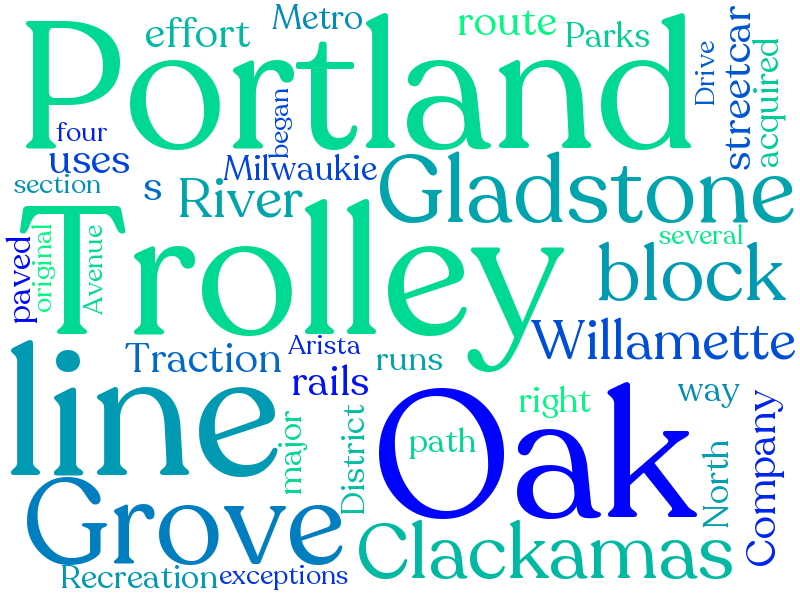 Portland
effort
Metro
route
Parks
Drive
streetcar
acquired
four
began
uses
section
s
River
Milwaukie
Gladstone
Trolley
several
paved
original
Avenue
block
Willamette
Traction
Arista
runs
rails
line
Oak
right
way
path
major
District
North
Company
Grove
Clackamas
Recreation
exceptions